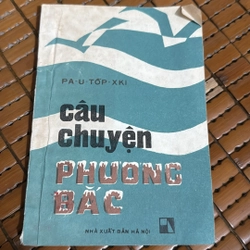 PA-U-TỐP-XKI
câu
chuyện
PHƯƠNG
BẮC
NHÀ XUẤT BẢN HÀ NỘI